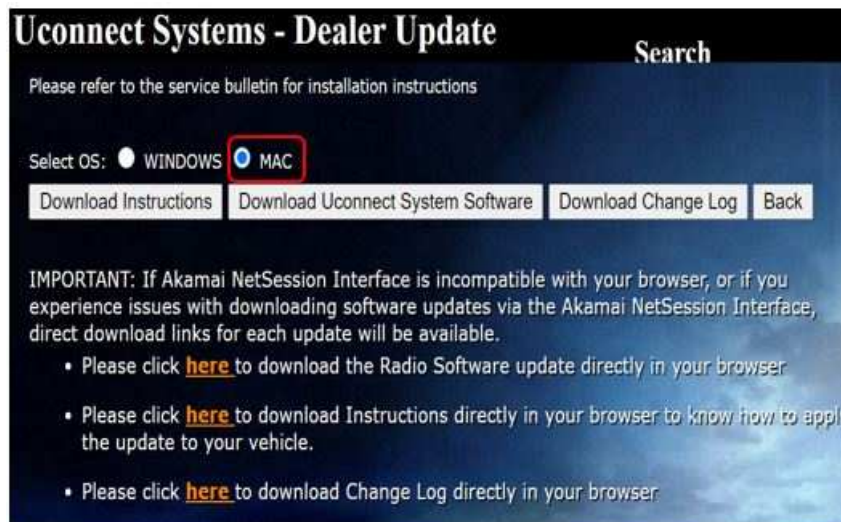 Uconnect Systems - Dealer Update
Search
Please refer to the service bulletin for installation instructions
Select OS: WINDOWS MAC
Download Instructions Download Uconnect System Software Download Change Log Back
IMPORTANT: If Akamai NetSession Interface is incompatible with your browser, or if you
experience issues with downloading software updates via the Akamai NetSession Interface,
direct download links for each update will be available.
• Please click here to download the Radio Software update directly in your browser
• Please click here to download Instructions directly in your browser to know how to appl
the update to your vehicle.
• Please click here to download Change Log directly in your browser